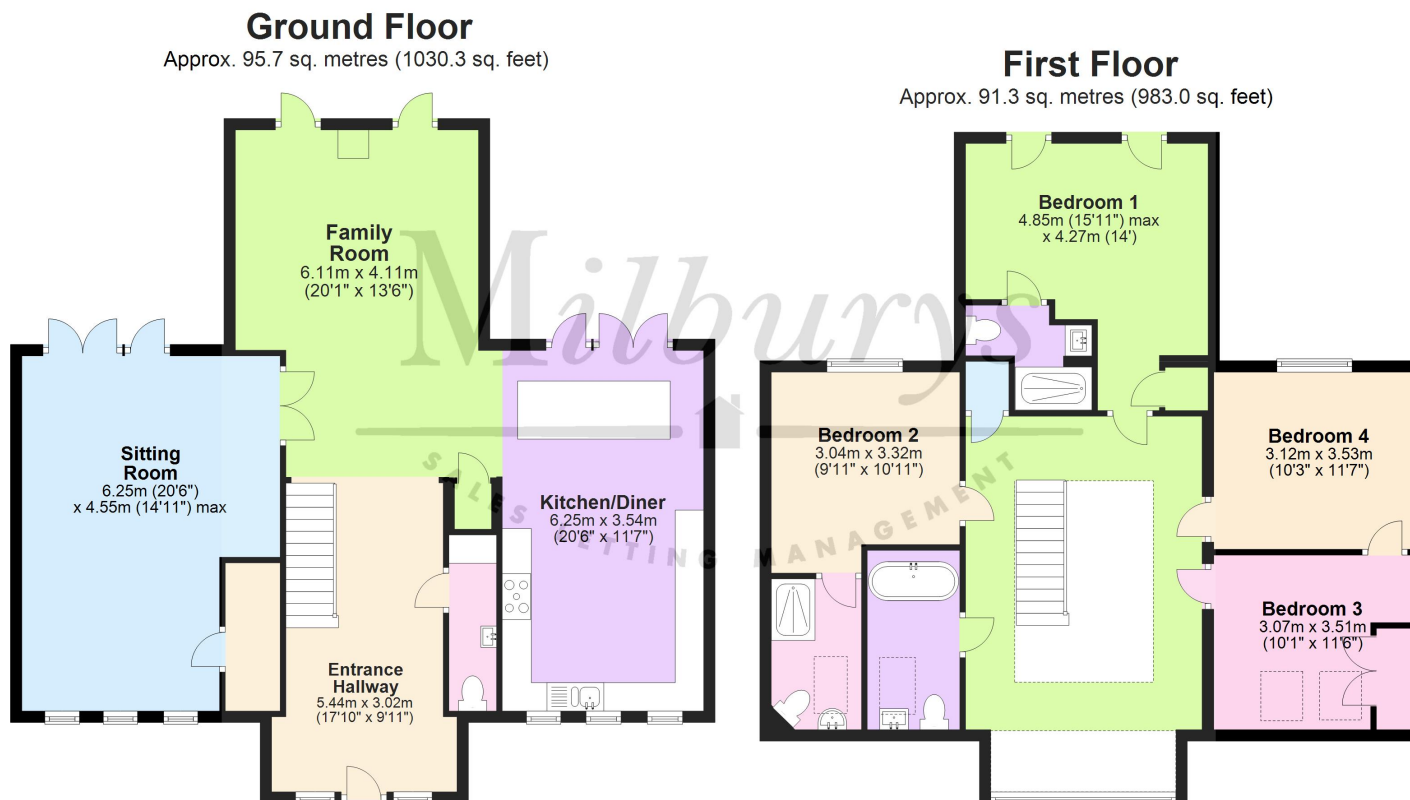 Ground Floor
Approx. 95.7 sq. metres (1030.3 sq. feet)
First Floor
Approx. 91.3 sq. metres (983.0 sq. feet)
Family
Room
6.11m x 4.11m
(20'1" x 13'6")
Bedroom 1
4.85m (15'11") max
x 4.27m (14')
Milburys
SALES LETTING MANAGEMENT
Sitting
Room
6.25m (20'6")
x 4.55m (14'11") max
Kitchen/Diner
6.25m x 3.54m
(20'6" x 11'7")
Bedroom 2
3.04m x 3.32m
(9'11" x 10'11")
Bedroom 4
3.12m x 3.53m
(10'3" x 11'7")
Entrance
Hallway
5.44m x 3.02m
(17'10" x 9'11")
Bedroom 3
3.07m x 3.51m
(10'1" x 11'6")